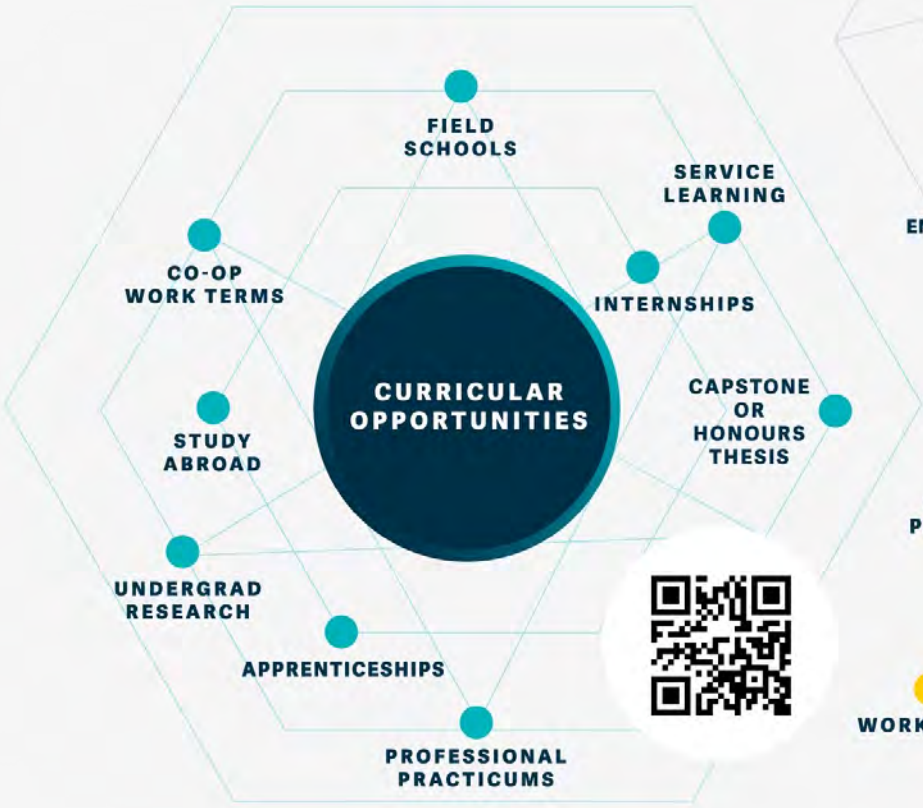 FIELD
SCHOOLS
SERVICE
LEARNING
CO-OP
WORK TERMS
INTERNSHIPS
CURRICULAR
OPPORTUNITIES
CAPSTONE
OR
HONOURS
THESIS
STUDY
ABROAD
UNDERGRAD
RESEARCH
APPRENTICESHIPS
PROFESSIONAL
PRACTICUMS
WORK